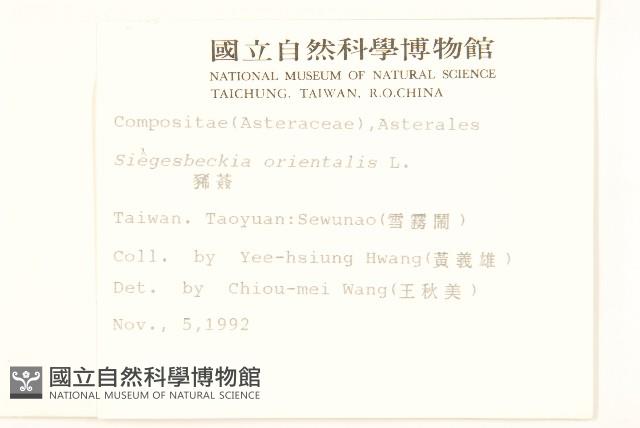 國立自然科學博物館
NATIONAL MUSEUM OF NATURAL SCIENCE
TAICHUNG, TAIWAN, R.O.CHINA
Compositae(Asteraceae),Asterales
Siegesbeckia orientalis L.
豨薟
Taiwan. Taoyuan:Sewunao(雪霧鬧)
Coll. by Yee-hsiung Hwang(黃義雄)
Det. by Chiou-mei Wang(王秋美)
Nov., 5,1992
國立自然科學博物館
NATIONAL MUSEUM OF NATURAL SCIENCE